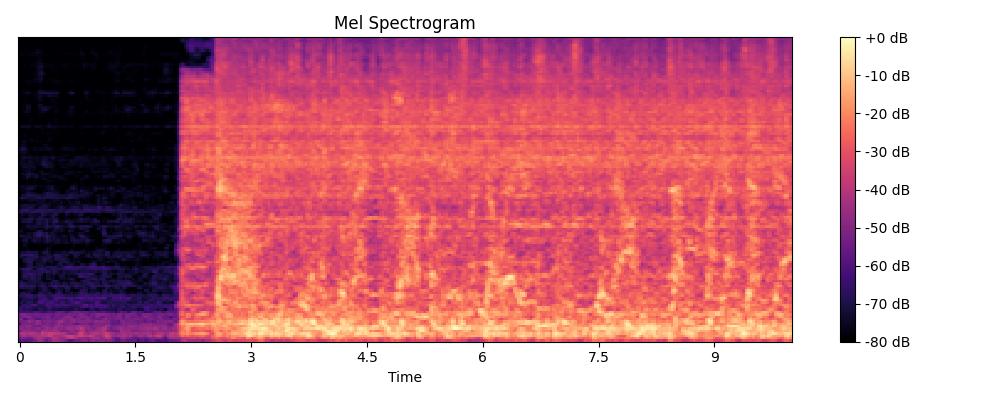 Mel Spectrogram
+0 dB
-10 dB
-20 dB
-30 dB
-40 dB
-50 dB
-60 dB
-70 dB
-80 dB
0 1.5 3 4.5 6 7.5 9
Time